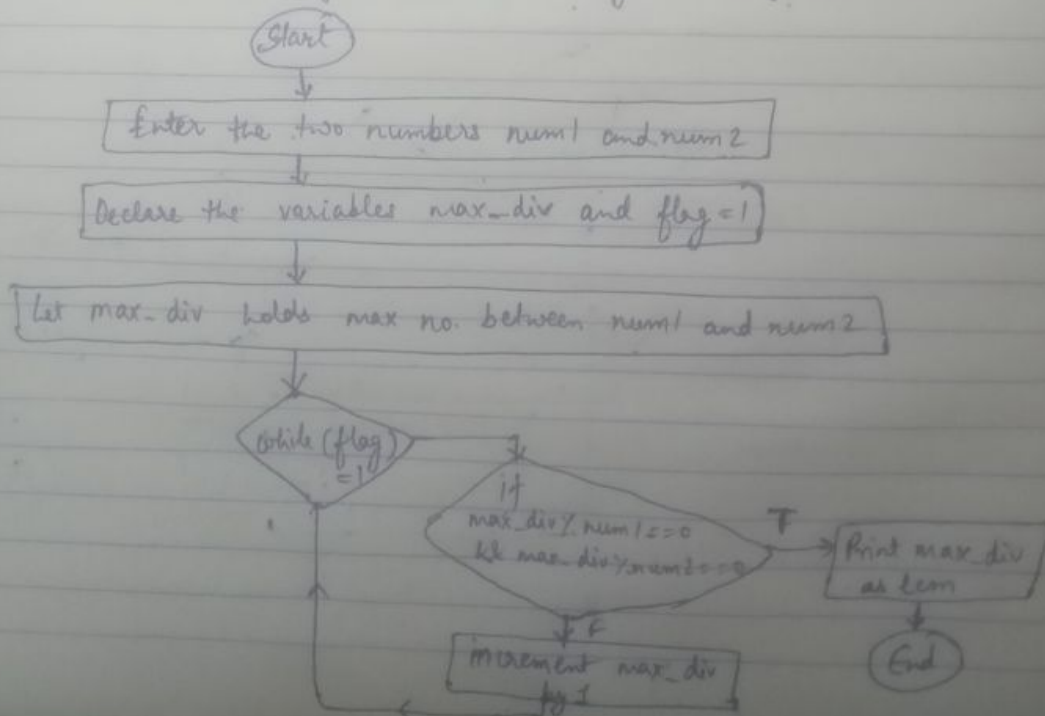 Start
Enter the two numbers num1 and num2
Declare the variables max_div and flag = 1
Let max_div holds max no. between num1 and num2
while (flag)
= 1
if
max_div % num1 == 0
&& max_div % num2 == 0
T
Print max_div
as lcm
F
End
increment max_div
by 1